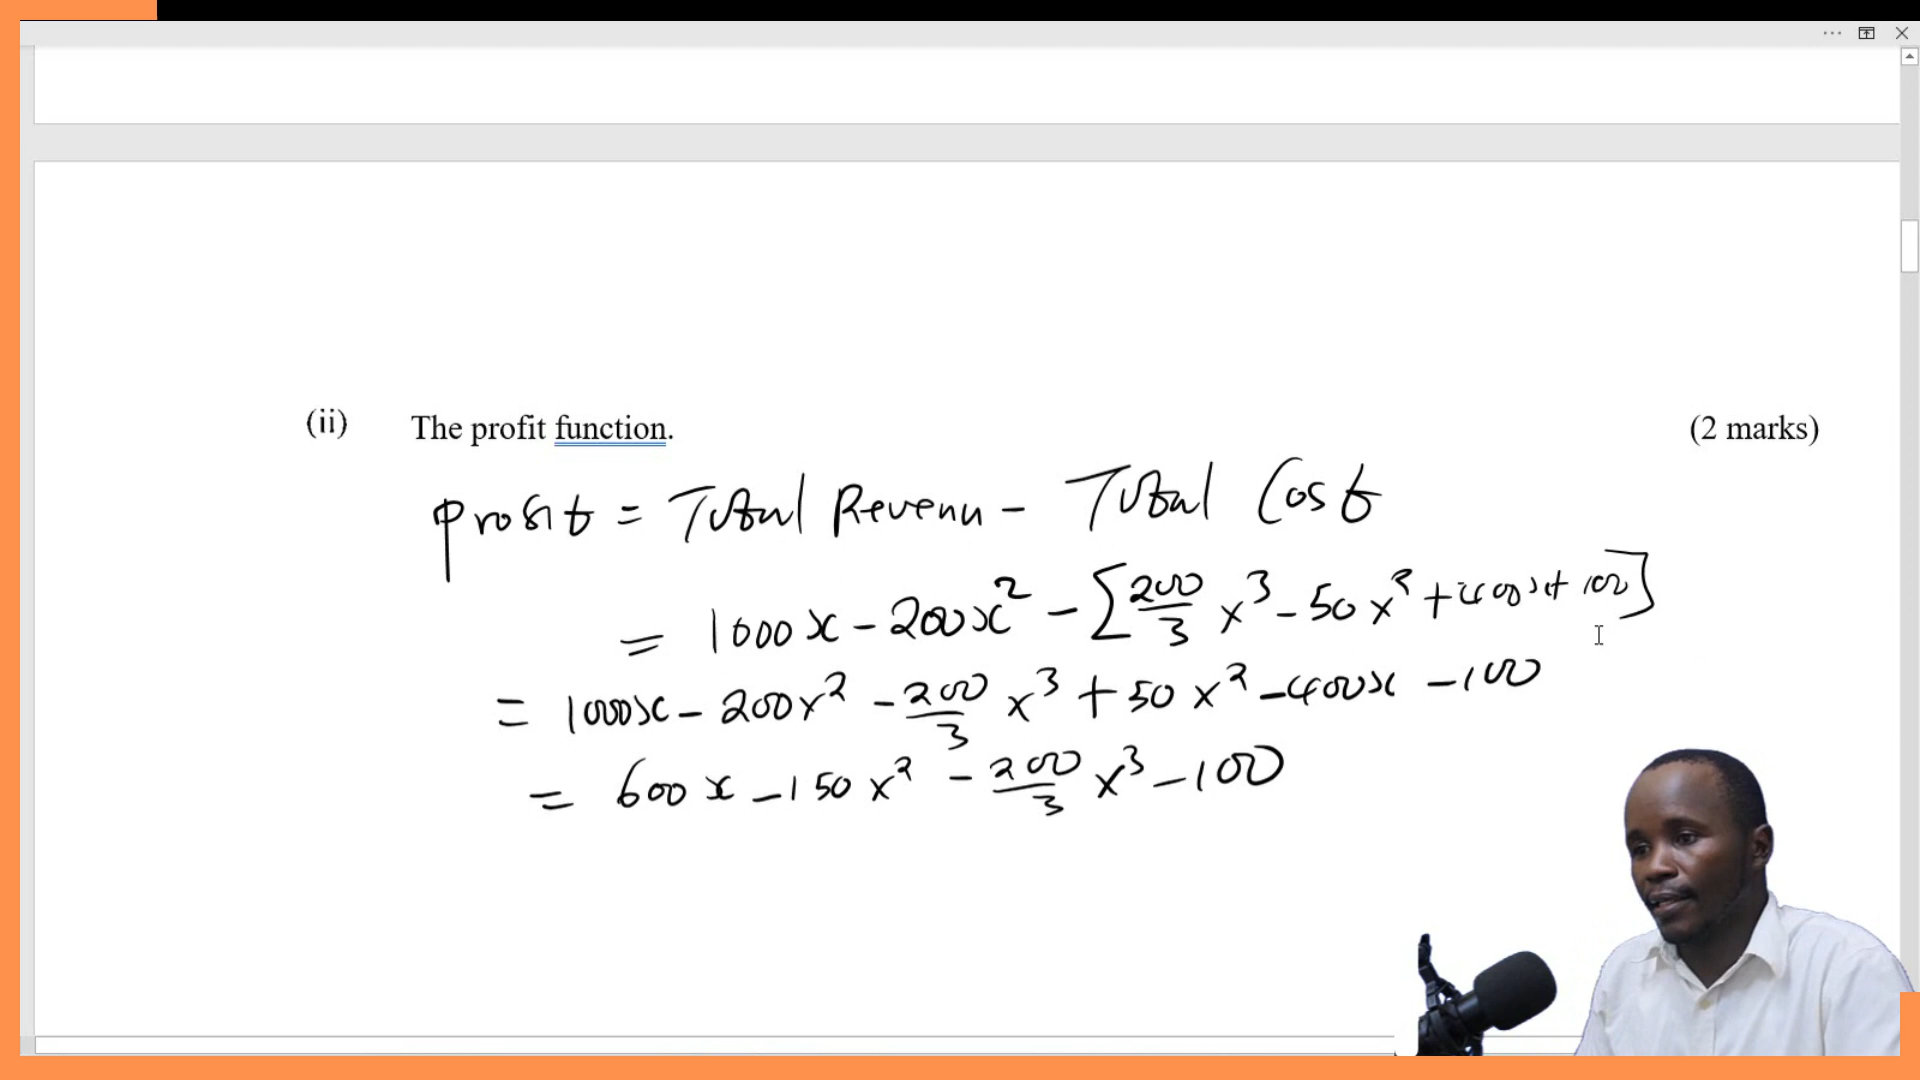 (ii) The profit function. (2 marks)
Profit = Total Revenu - Total Cost
= 1000x - 200x² - [200/3 x³ - 50x² + 400x + 100]
= 1000x - 200x² - 200/3 x³ + 50x² - 400x - 100
= 600x - 150x² - 200/3 x³ - 100